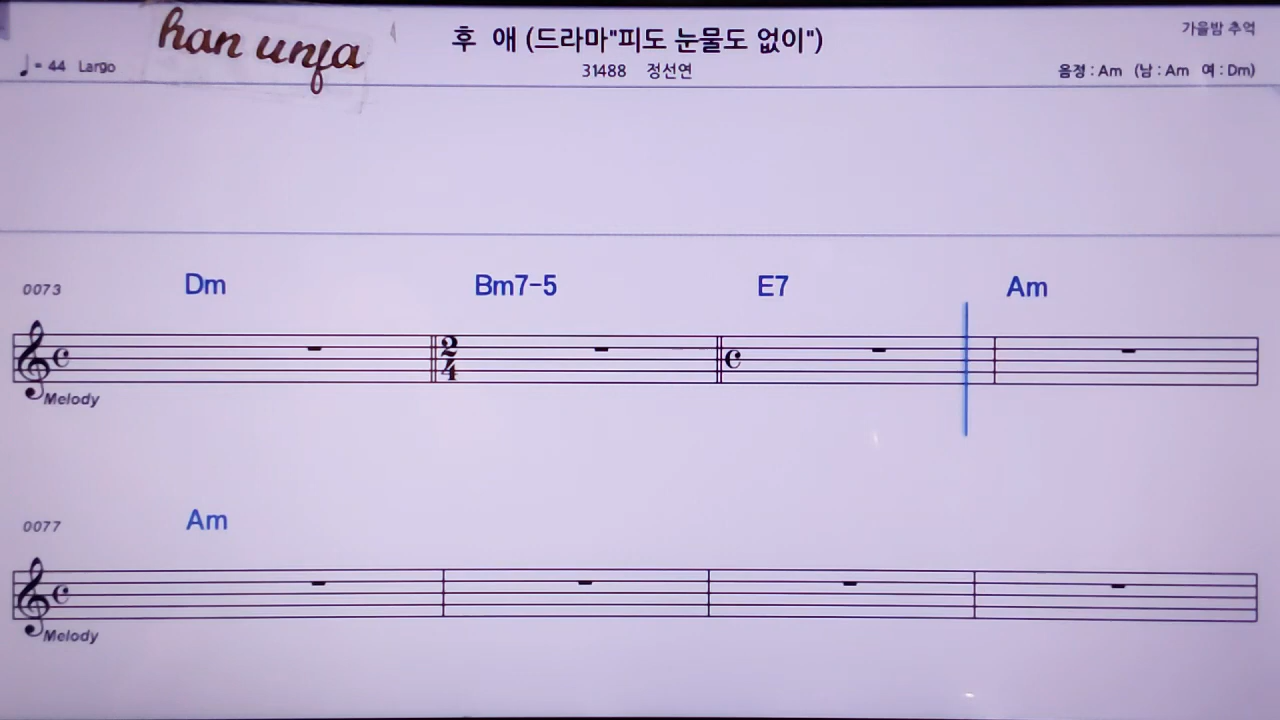 han unfa
후 애 (드라마"피도 눈물도 없이")
가을밤 추억
♩= 44 Largo
31488 정선연
음정 : Am (남 : Am 여 : Dm)
0073 Dm Bm7-5 E7 Am
2
4
Melody
0077 Am
Melody